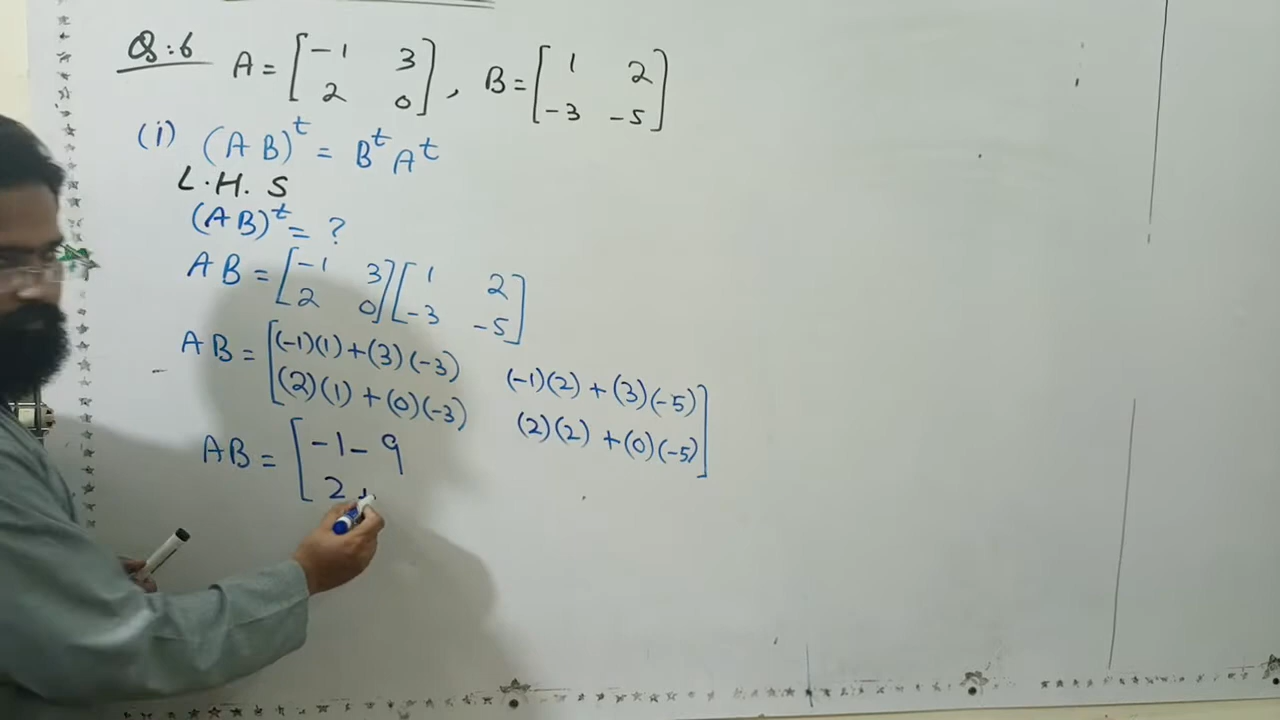 Q:6 A = [-1 3 , B = [1 2
2 0] -3 -5]
(i) (AB)^t = B^t A^t
L.H.S
(AB)^t = ?
AB = [-1 3 [1 2
2 0] -3 -5]
AB = [(-1)(1)+(3)(-3) (-1)(2)+(3)(-5)
(2)(1)+(0)(-3) (2)(2)+(0)(-5)]
AB = [-1-9
2+